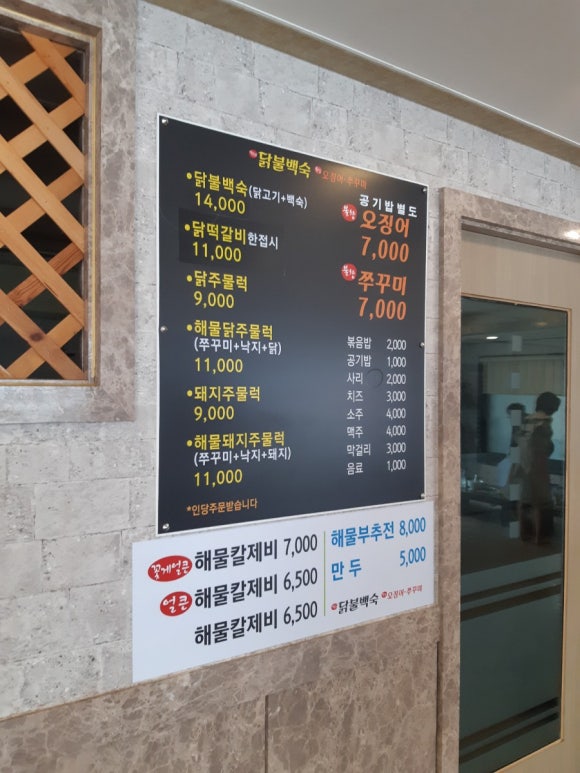 닭불백숙 오징어·쭈꾸미
•닭불백숙(닭고기+백숙)
14,000
•닭떡갈비한접시
11,000
•닭주물럭
9,000
•해물닭주물럭
(쭈꾸미+낙지+닭)
11,000
•돼지주물럭
9,000
•해물돼지주물럭
(쭈꾸미+낙지+돼지)
11,000
*인당주문받습니다
공기밥별도
불향 오징어
7,000
불향 쭈꾸미
7,000
볶음밥 2,000
공기밥 1,000
사리 2,000
치즈 3,000
소주 4,000
맥주 4,000
막걸리 3,000
음료 1,000
꽃게얼큰 해물칼제비 7,000
얼큰 해물칼제비 6,500
해물칼제비 6,500
해물부추전 8,000
만두 5,000
닭불백숙 오징어·쭈꾸미